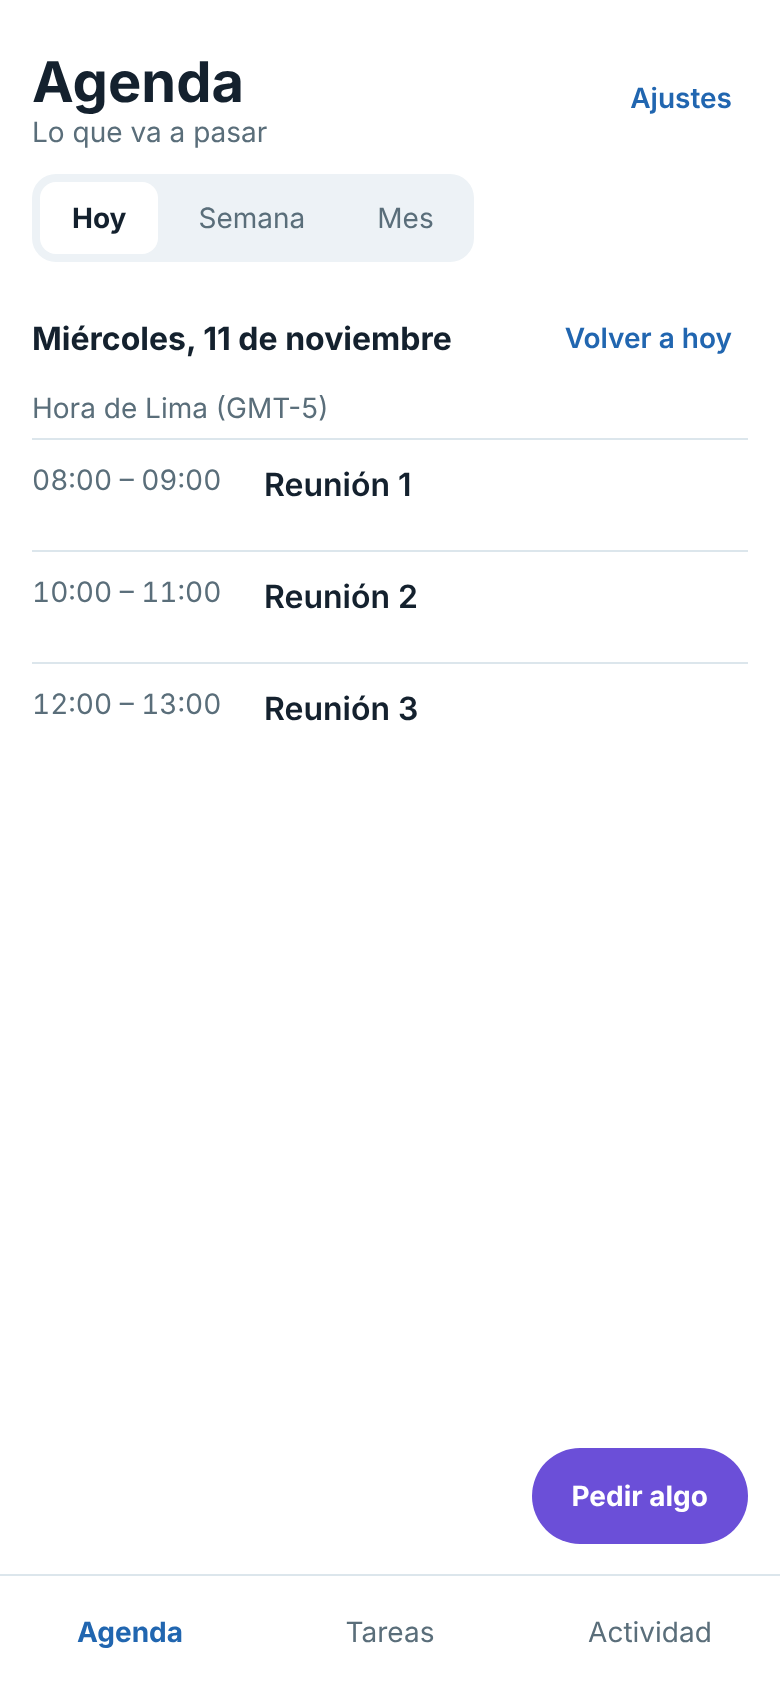 Agenda
Ajustes
Lo que va a pasar
Hoy Semana Mes
Miércoles, 11 de noviembre
Volver a hoy
Hora de Lima (GMT-5)
08:00 – 09:00 Reunión 1
10:00 – 11:00 Reunión 2
12:00 – 13:00 Reunión 3
Pedir algo
Agenda Tareas Actividad